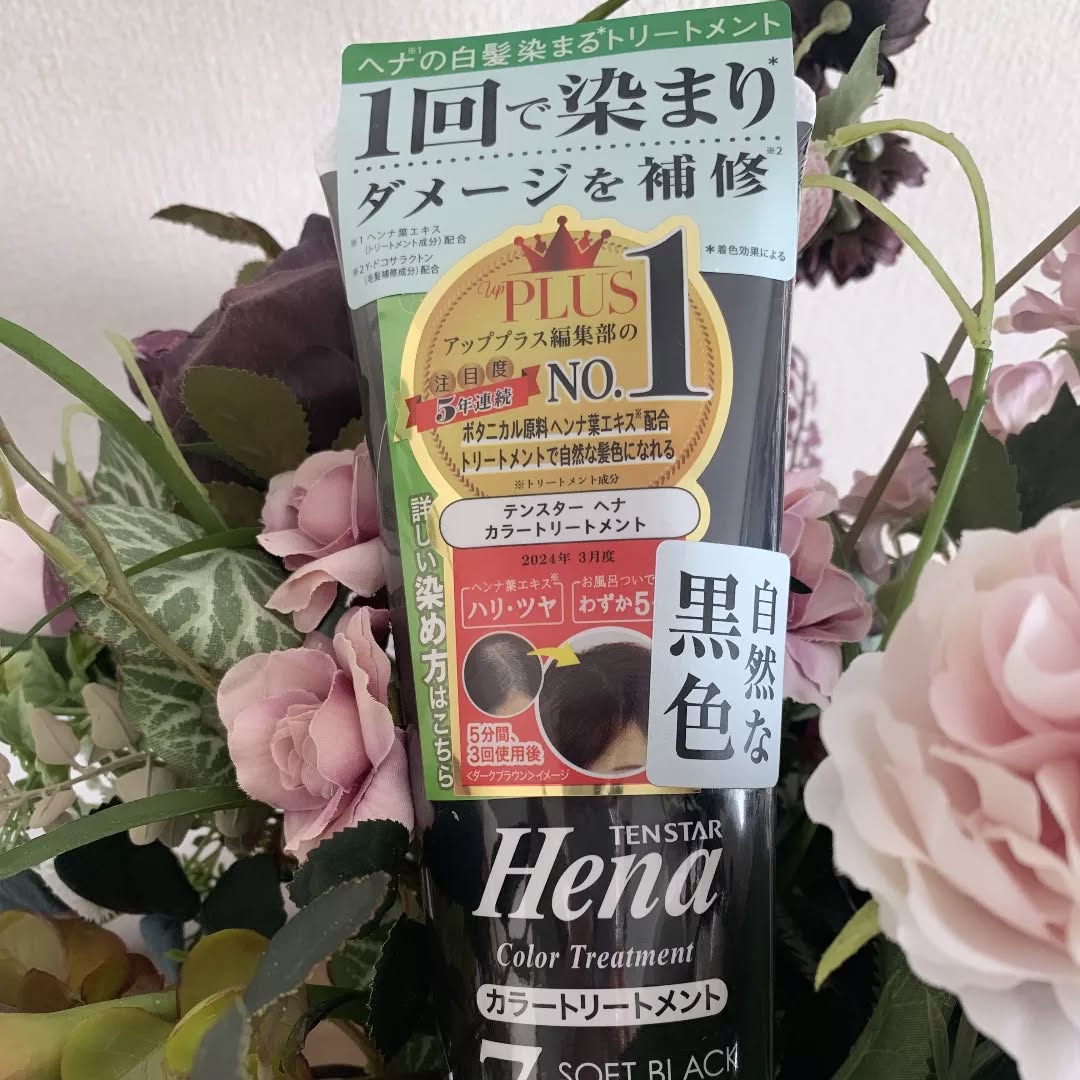 ヘナ※1の白髪染まる*トリートメント
1回で染まり*
ダメージを補修※2
※1 ヘンナ葉エキス
(トリートメント成分)配合
※2 γ-ドコサラクトン
(毛髪補修成分)配合
*着色効果による
up PLUS
アッププラス編集部の
注目度
5年連続
NO.1
ボタニカル原料ヘンナ葉エキス※配合
トリートメントで自然な髪色になれる
※トリートメント成分
テンスター ヘナ
カラートリートメント
2024年 3月度
ヘンナ葉エキス※
ハリ・ツヤ
お風呂ついで
わずか5
5分間、
3回使用後
<ダークブラウン>イメージ
詳しい染め方はこちら
自然な
黒色
TEN STAR
Hena
Color Treatment
カラートリートメント
7
SOFT BLACK